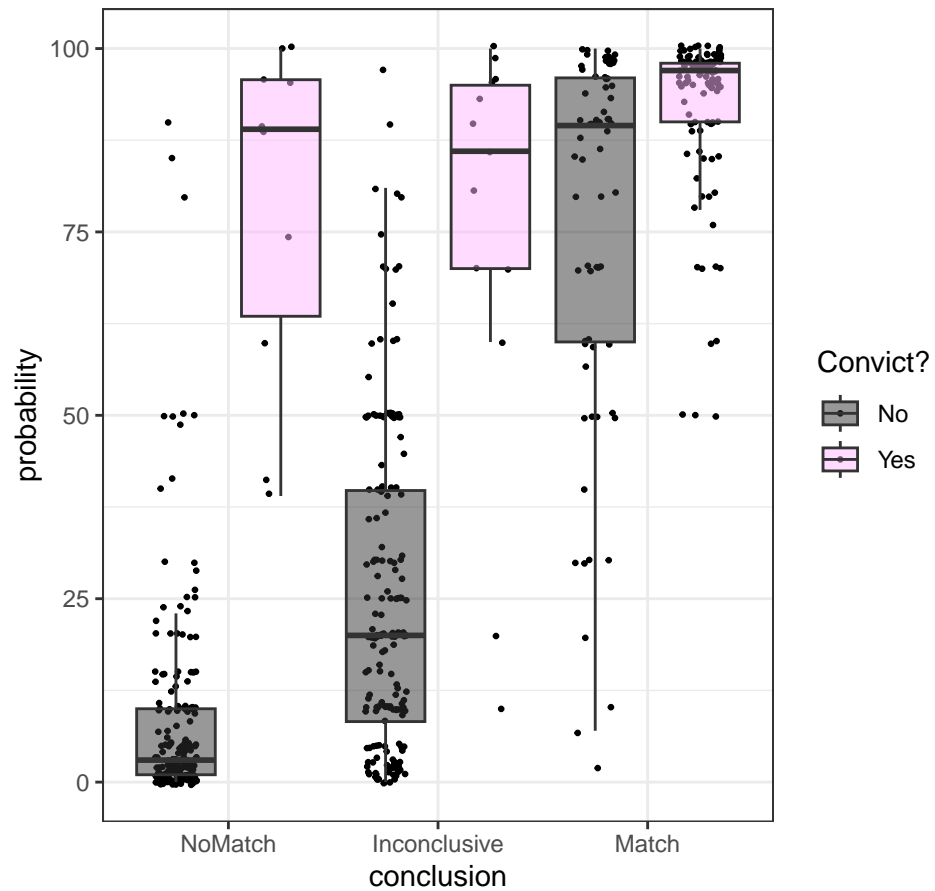 100
75
50
25
0
probability
NoMatch
Inconclusive
Match
conclusion
Convict?
No
Yes